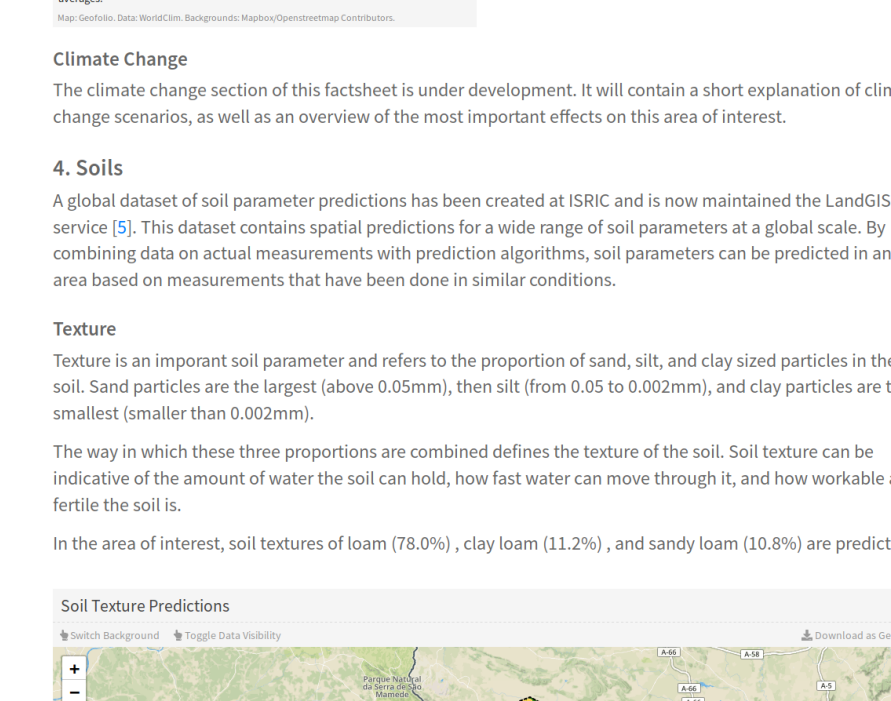 Map: Geofolio. Data: WorldClim. Backgrounds: Mapbox/Openstreetmap Contributors.
Climate Change
The climate change section of this factsheet is under development. It will contain a short explanation of
change scenarios, as well as an overview of the most important effects on this area of interest.
4. Soils
A global dataset of soil parameter predictions has been created at ISRIC and is now maintained the LandGIS
service [5]. This dataset contains spatial predictions for a wide range of soil parameters at a global scale. By
combining data on actual measurements with prediction algorithms, soil parameters can be predicted in
area based on measurements that have been done in similar conditions.
Texture
Texture is an imporant soil parameter and refers to the proportion of sand, silt, and clay sized particles in
soil. Sand particles are the largest (above 0.05mm), then silt (from 0.05 to 0.002mm), and clay particles are
smallest (smaller than 0.002mm).
The way in which these three proportions are combined defines the texture of the soil. Soil texture can be
indicative of the amount of water the soil can hold, how fast water can move through it, and how workable
fertile the soil is.
In the area of interest, soil textures of loam (78.0%) , clay loam (11.2%) , and sandy loam (10.8%) are
Soil Texture Predictions
Switch Background Toggle Data Visibility Download as
+
−
A-66
A-58
Parque Natural
da Serra de São
Mamede
A-66
A-5